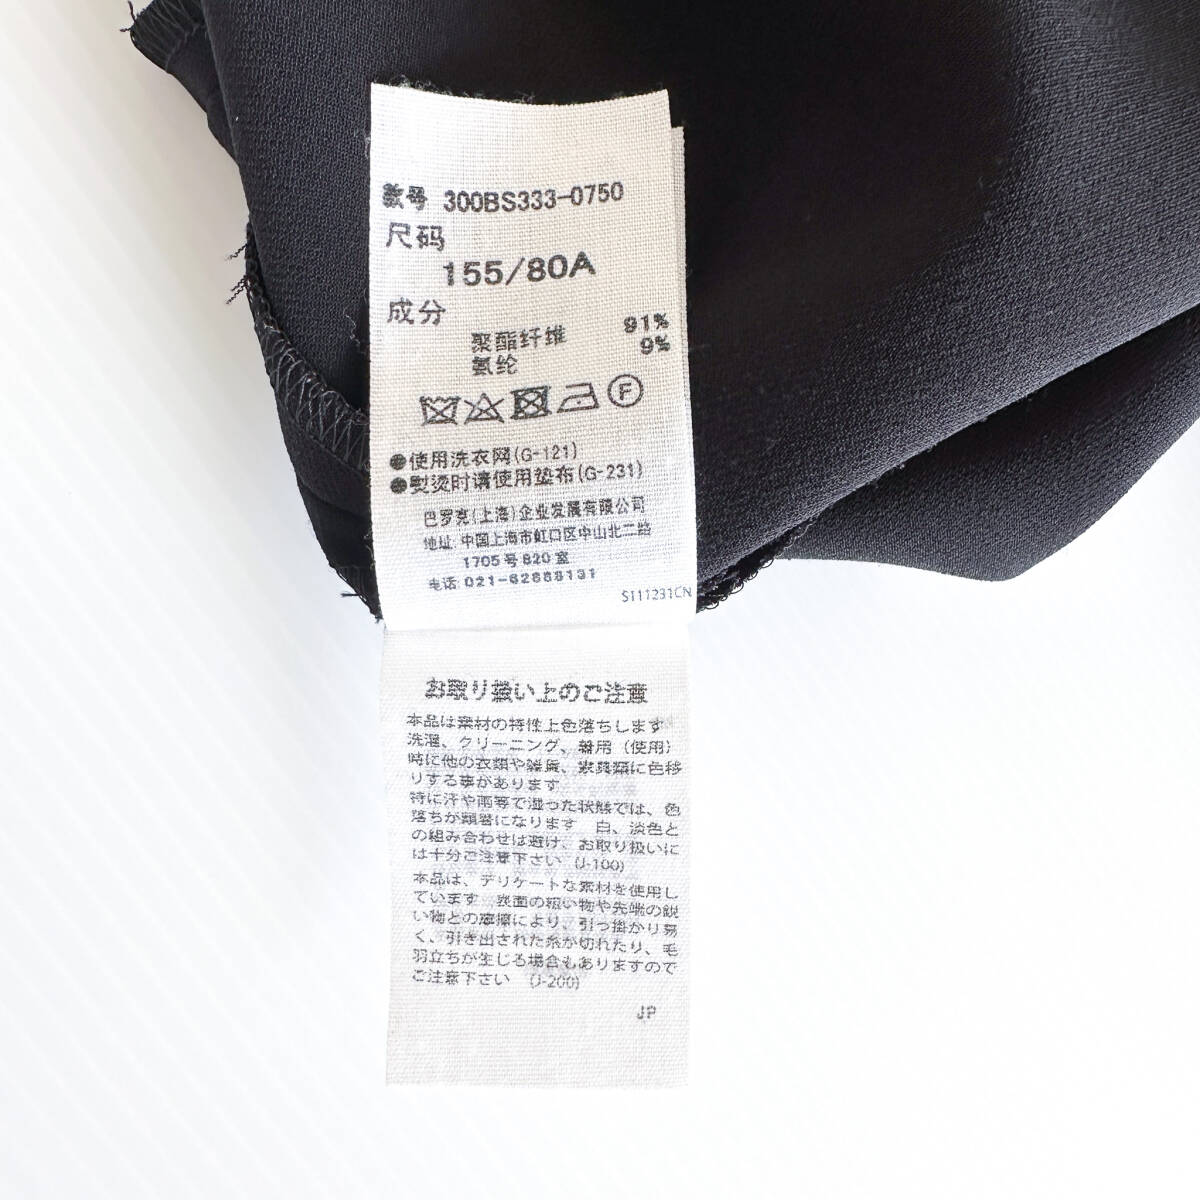 款号 300BS333-0750
尺码
155/80A
成分
聚酯纤维 91%
氨纶 9%
F
●使用洗衣网(G-121)
●熨烫时请使用垫布(G-231)
巴罗克(上海)企业发展有限公司
地址:中国上海市虹口区中山北二路
1705号820室
电话:021-62888131
S111231CN
お取り扱い上のご注意
本品は素材の特性上色落ちします
洗濯、クリーニング、着用（使用）
時に他の衣類や雑貨、家具類に色移
りする事があります
特に汗や雨等で湿った状態では、色
落ちが顕著になります 白、淡色と
の組み合わせは避け、お取り扱いに
は十分ご注意下さい (J-100)
本品は、デリケートな素材を使用し
ています 表面の粗い物や先端の鋭
い物との摩擦により、引っ掛かり易
く、引き出された糸が切れたり、毛
羽立ちが生じる場合もありますので
ご注意下さい (J-200)
JP